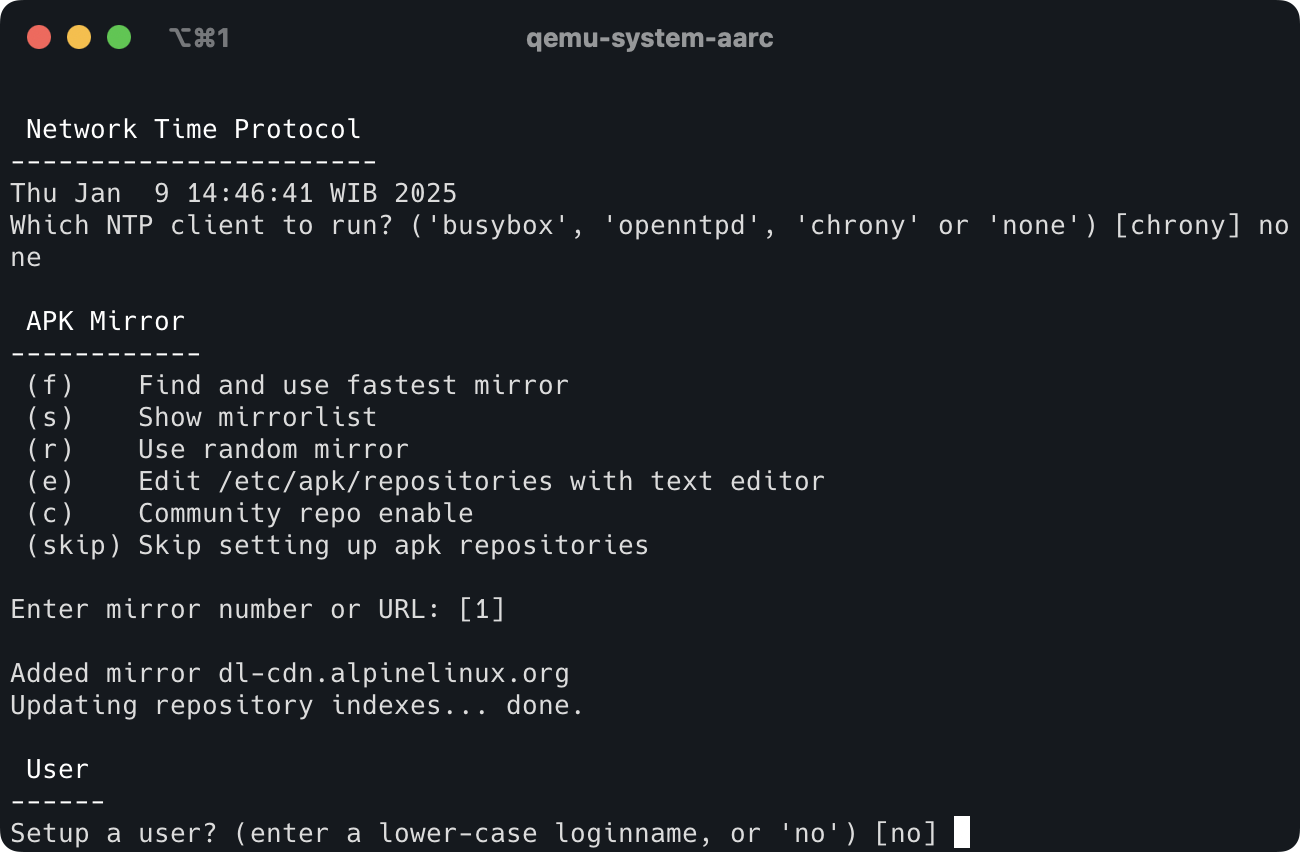 ⌥⌘1
qemu-system-aarc
Network Time Protocol
-----------------------
Thu Jan  9 14:46:41 WIB 2025
Which NTP client to run? ('busybox', 'openntpd', 'chrony' or 'none') [chrony] no
ne
APK Mirror
------------
(f)    Find and use fastest mirror
(s)    Show mirrorlist
(r)    Use random mirror
(e)    Edit /etc/apk/repositories with text editor
(c)    Community repo enable
(skip) Skip setting up apk repositories
Enter mirror number or URL: [1]
Added mirror dl-cdn.alpinelinux.org
Updating repository indexes... done.
User
------
Setup a user? (enter a lower-case loginname, or 'no') [no]